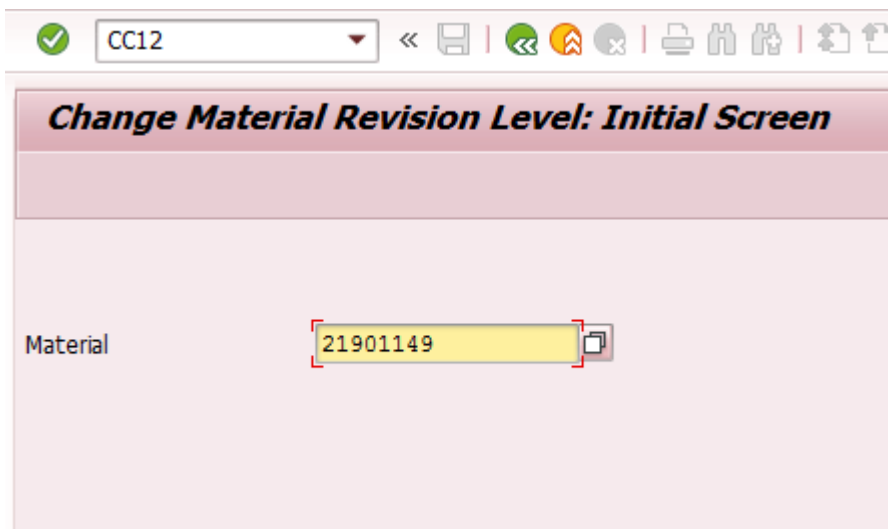 CC12
Change Material Revision Level: Initial Screen
Material 21901149